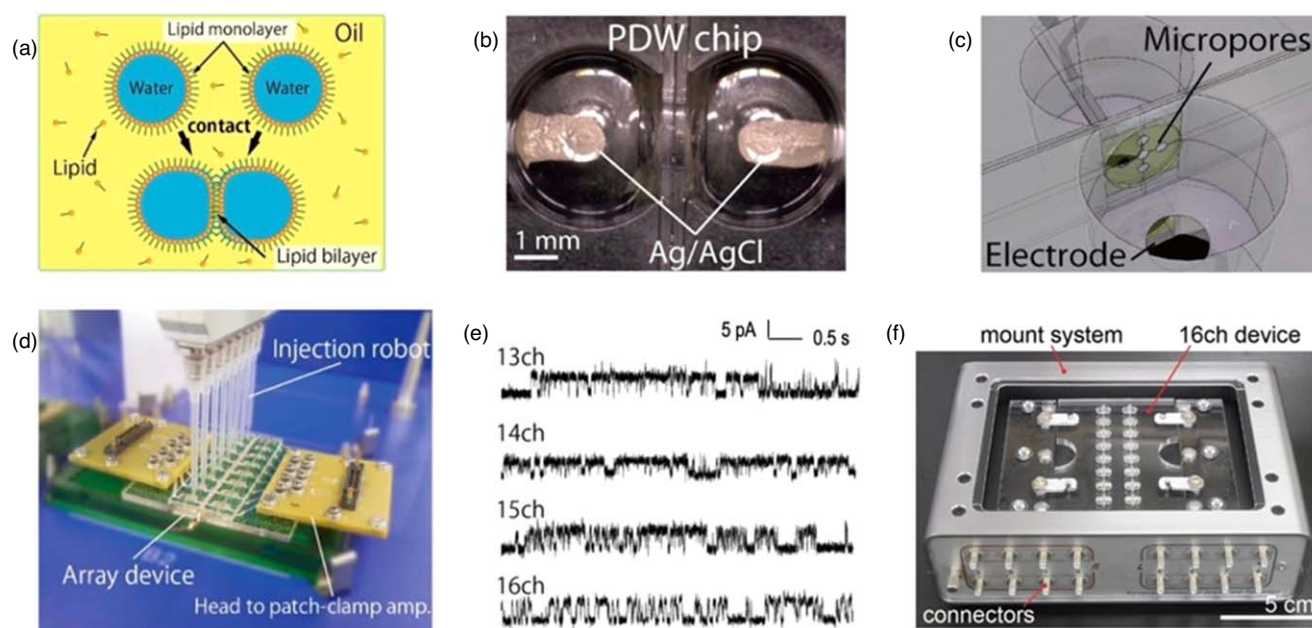 (a)
Lipid monolayer
Oil
Water
Water
contact
Lipid
Lipid bilayer
(b)
PDW chip
1 mm
Ag/AgCl
(c)
Micropores
Electrode
(d)
Injection robot
Array device
Head to patch-clamp amp.
(e)
5 pA
0.5 s
13ch
14ch
15ch
16ch
(f)
mount system
16ch device
connectors
5 cm